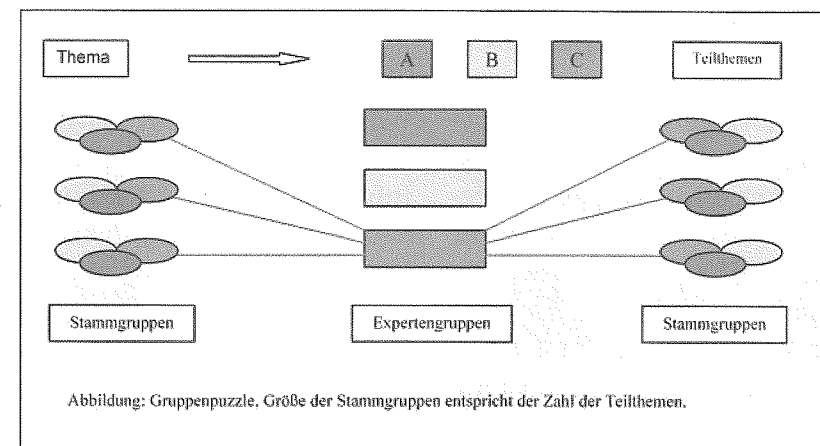 Thema A B C Teilthemen
Stammgruppen Expertengruppen Stammgruppen
Abbildung: Gruppenpuzzle. Größe der Stammgruppen entspricht der Zahl der Teilthemen.